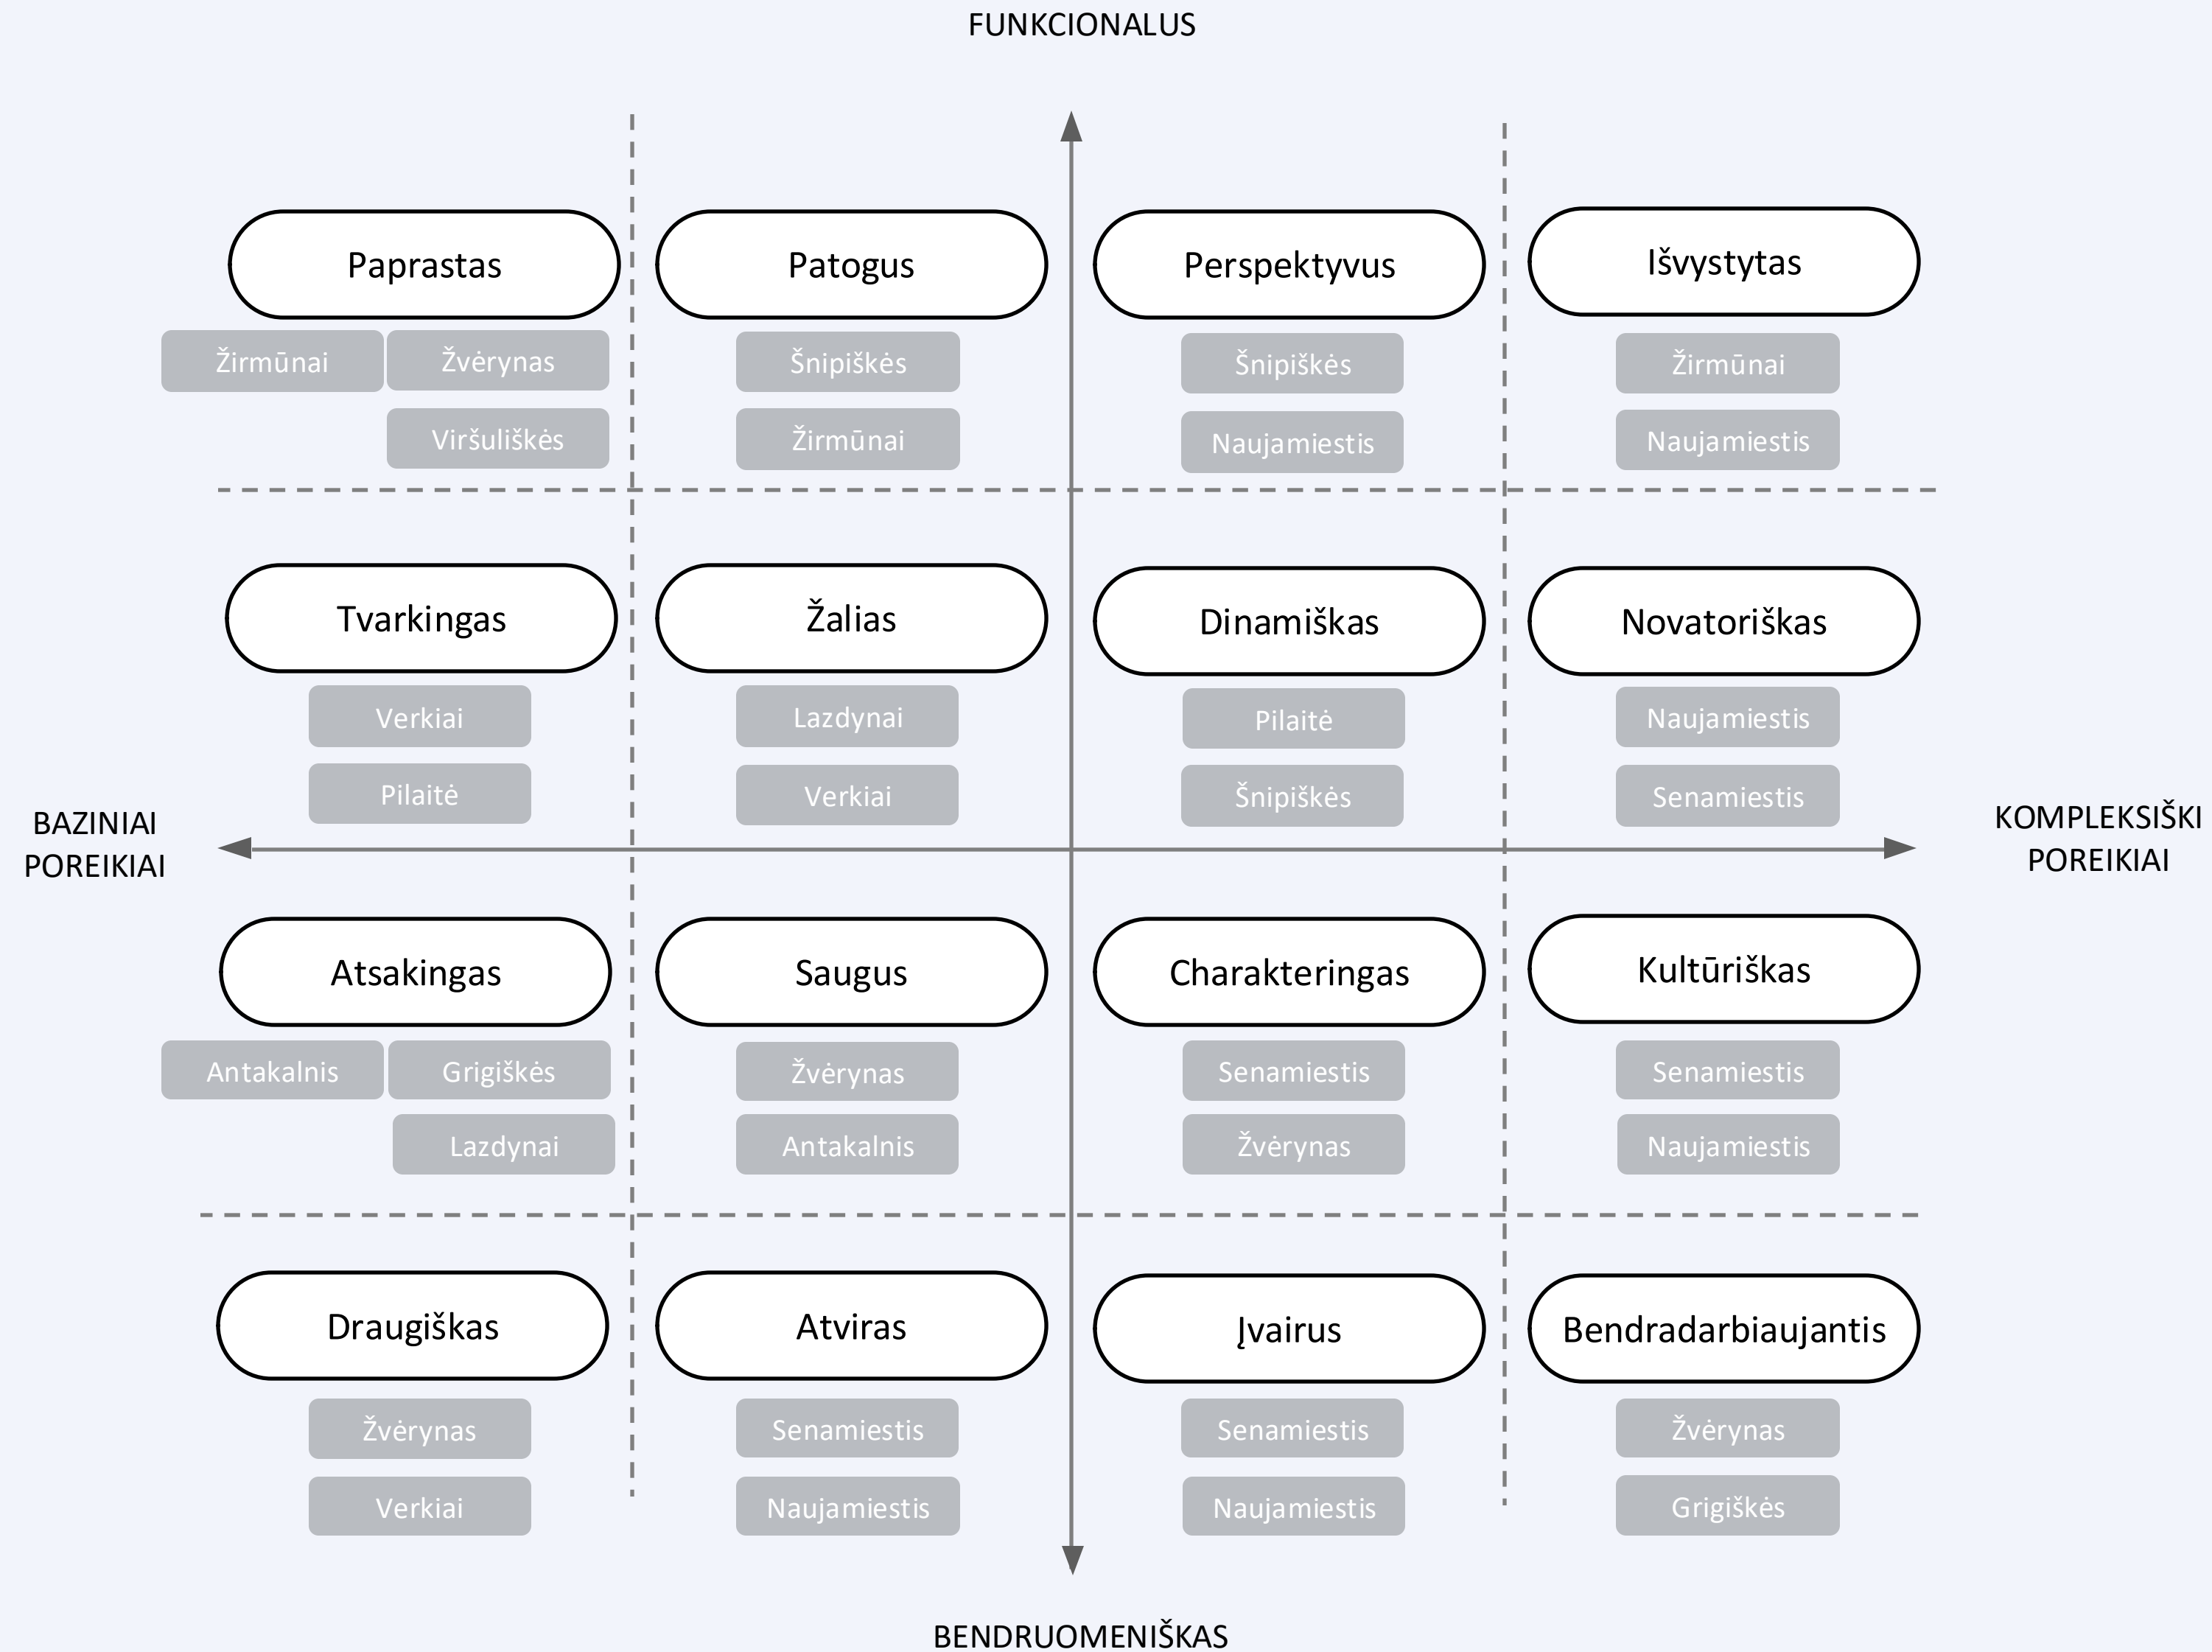 FUNKCIONALUS
Paprastas
Patogus
Perspektyvus
Išvystytas
Žirmūnai
Žvėrynas
Šnipiškės
Šnipiškės
Žirmūnai
Viršuliškės
Žirmūnai
Naujamiestis
Naujamiestis
Tvarkingas
Žalias
Dinamiškas
Novatoriškas
Verkiai
Lazdynai
Pilaitė
Naujamiestis
Pilaitė
Verkiai
Šnipiškės
Senamiestis
BAZINIAI
POREIKIAI
KOMPLEKSIŠKI
POREIKIAI
Atsakingas
Saugus
Charakteringas
Kultūriškas
Antakalnis
Grigiškės
Žvėrynas
Senamiestis
Senamiestis
Lazdynai
Antakalnis
Žvėrynas
Naujamiestis
Draugiškas
Atviras
Įvairus
Bendradarbiaujantis
Žvėrynas
Senamiestis
Senamiestis
Žvėrynas
Verkiai
Naujamiestis
Naujamiestis
Grigiškės
BENDRUOMENIŠKAS